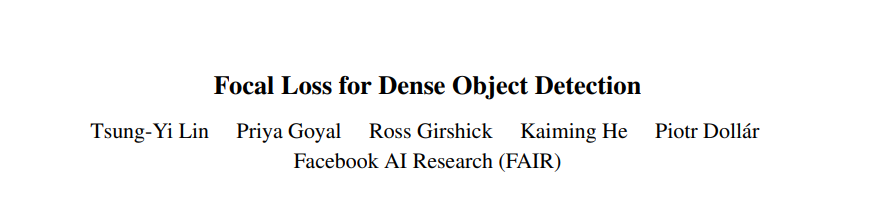 Focal Loss for Dense Object Detection
Tsung-Yi Lin Priya Goyal Ross Girshick Kaiming He Piotr Dollár
Facebook AI Research (FAIR)